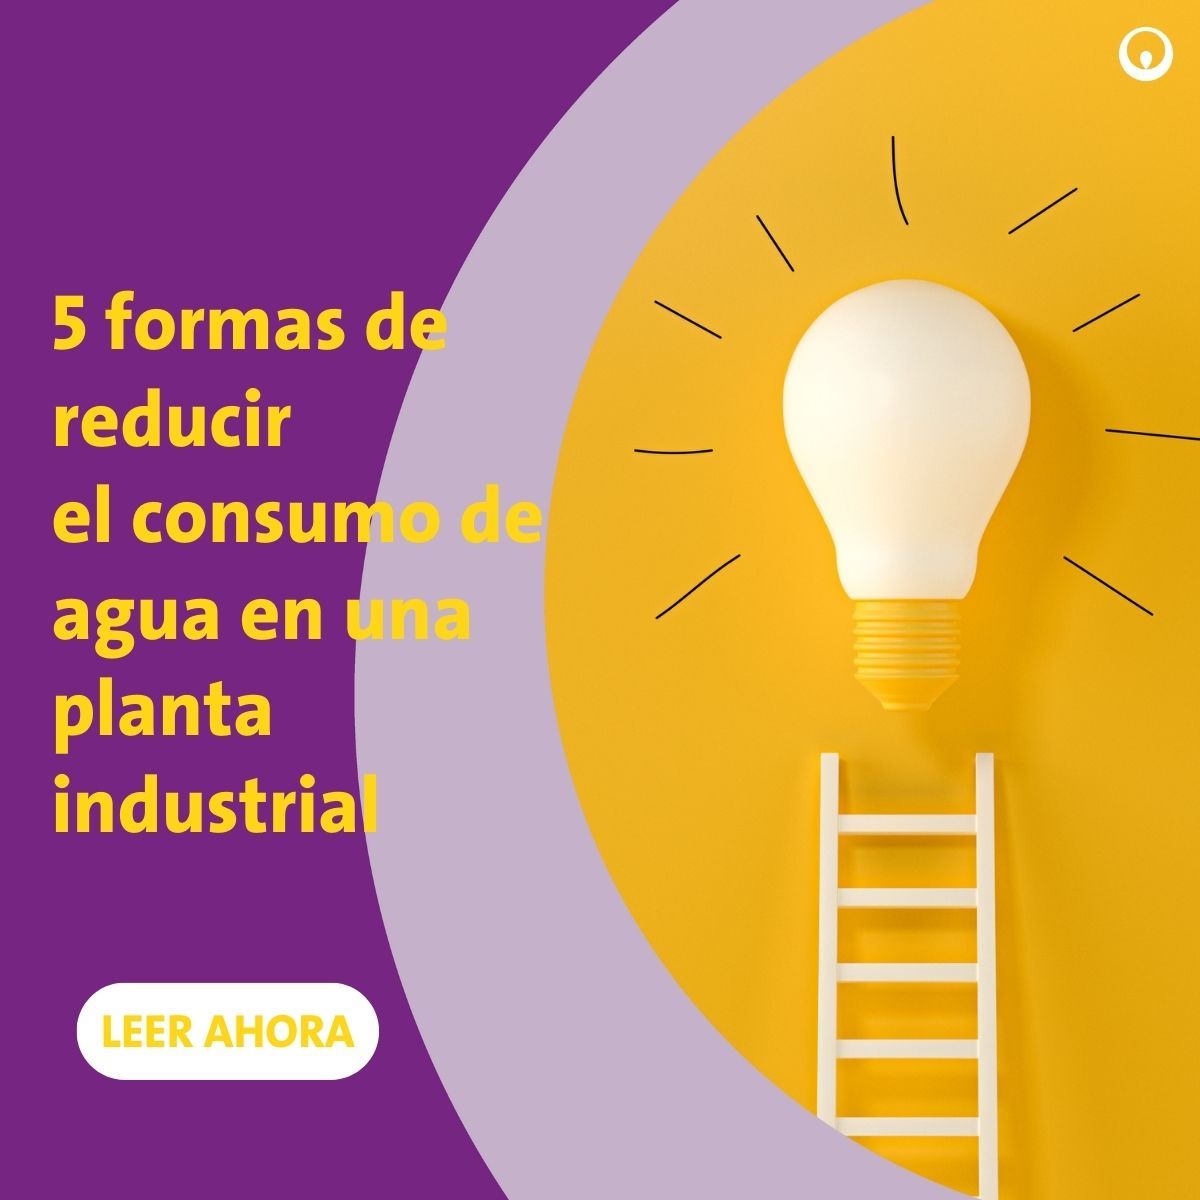 5 formas de
reducir
el consumo de
agua en una
planta
industrial
LEER AHORA